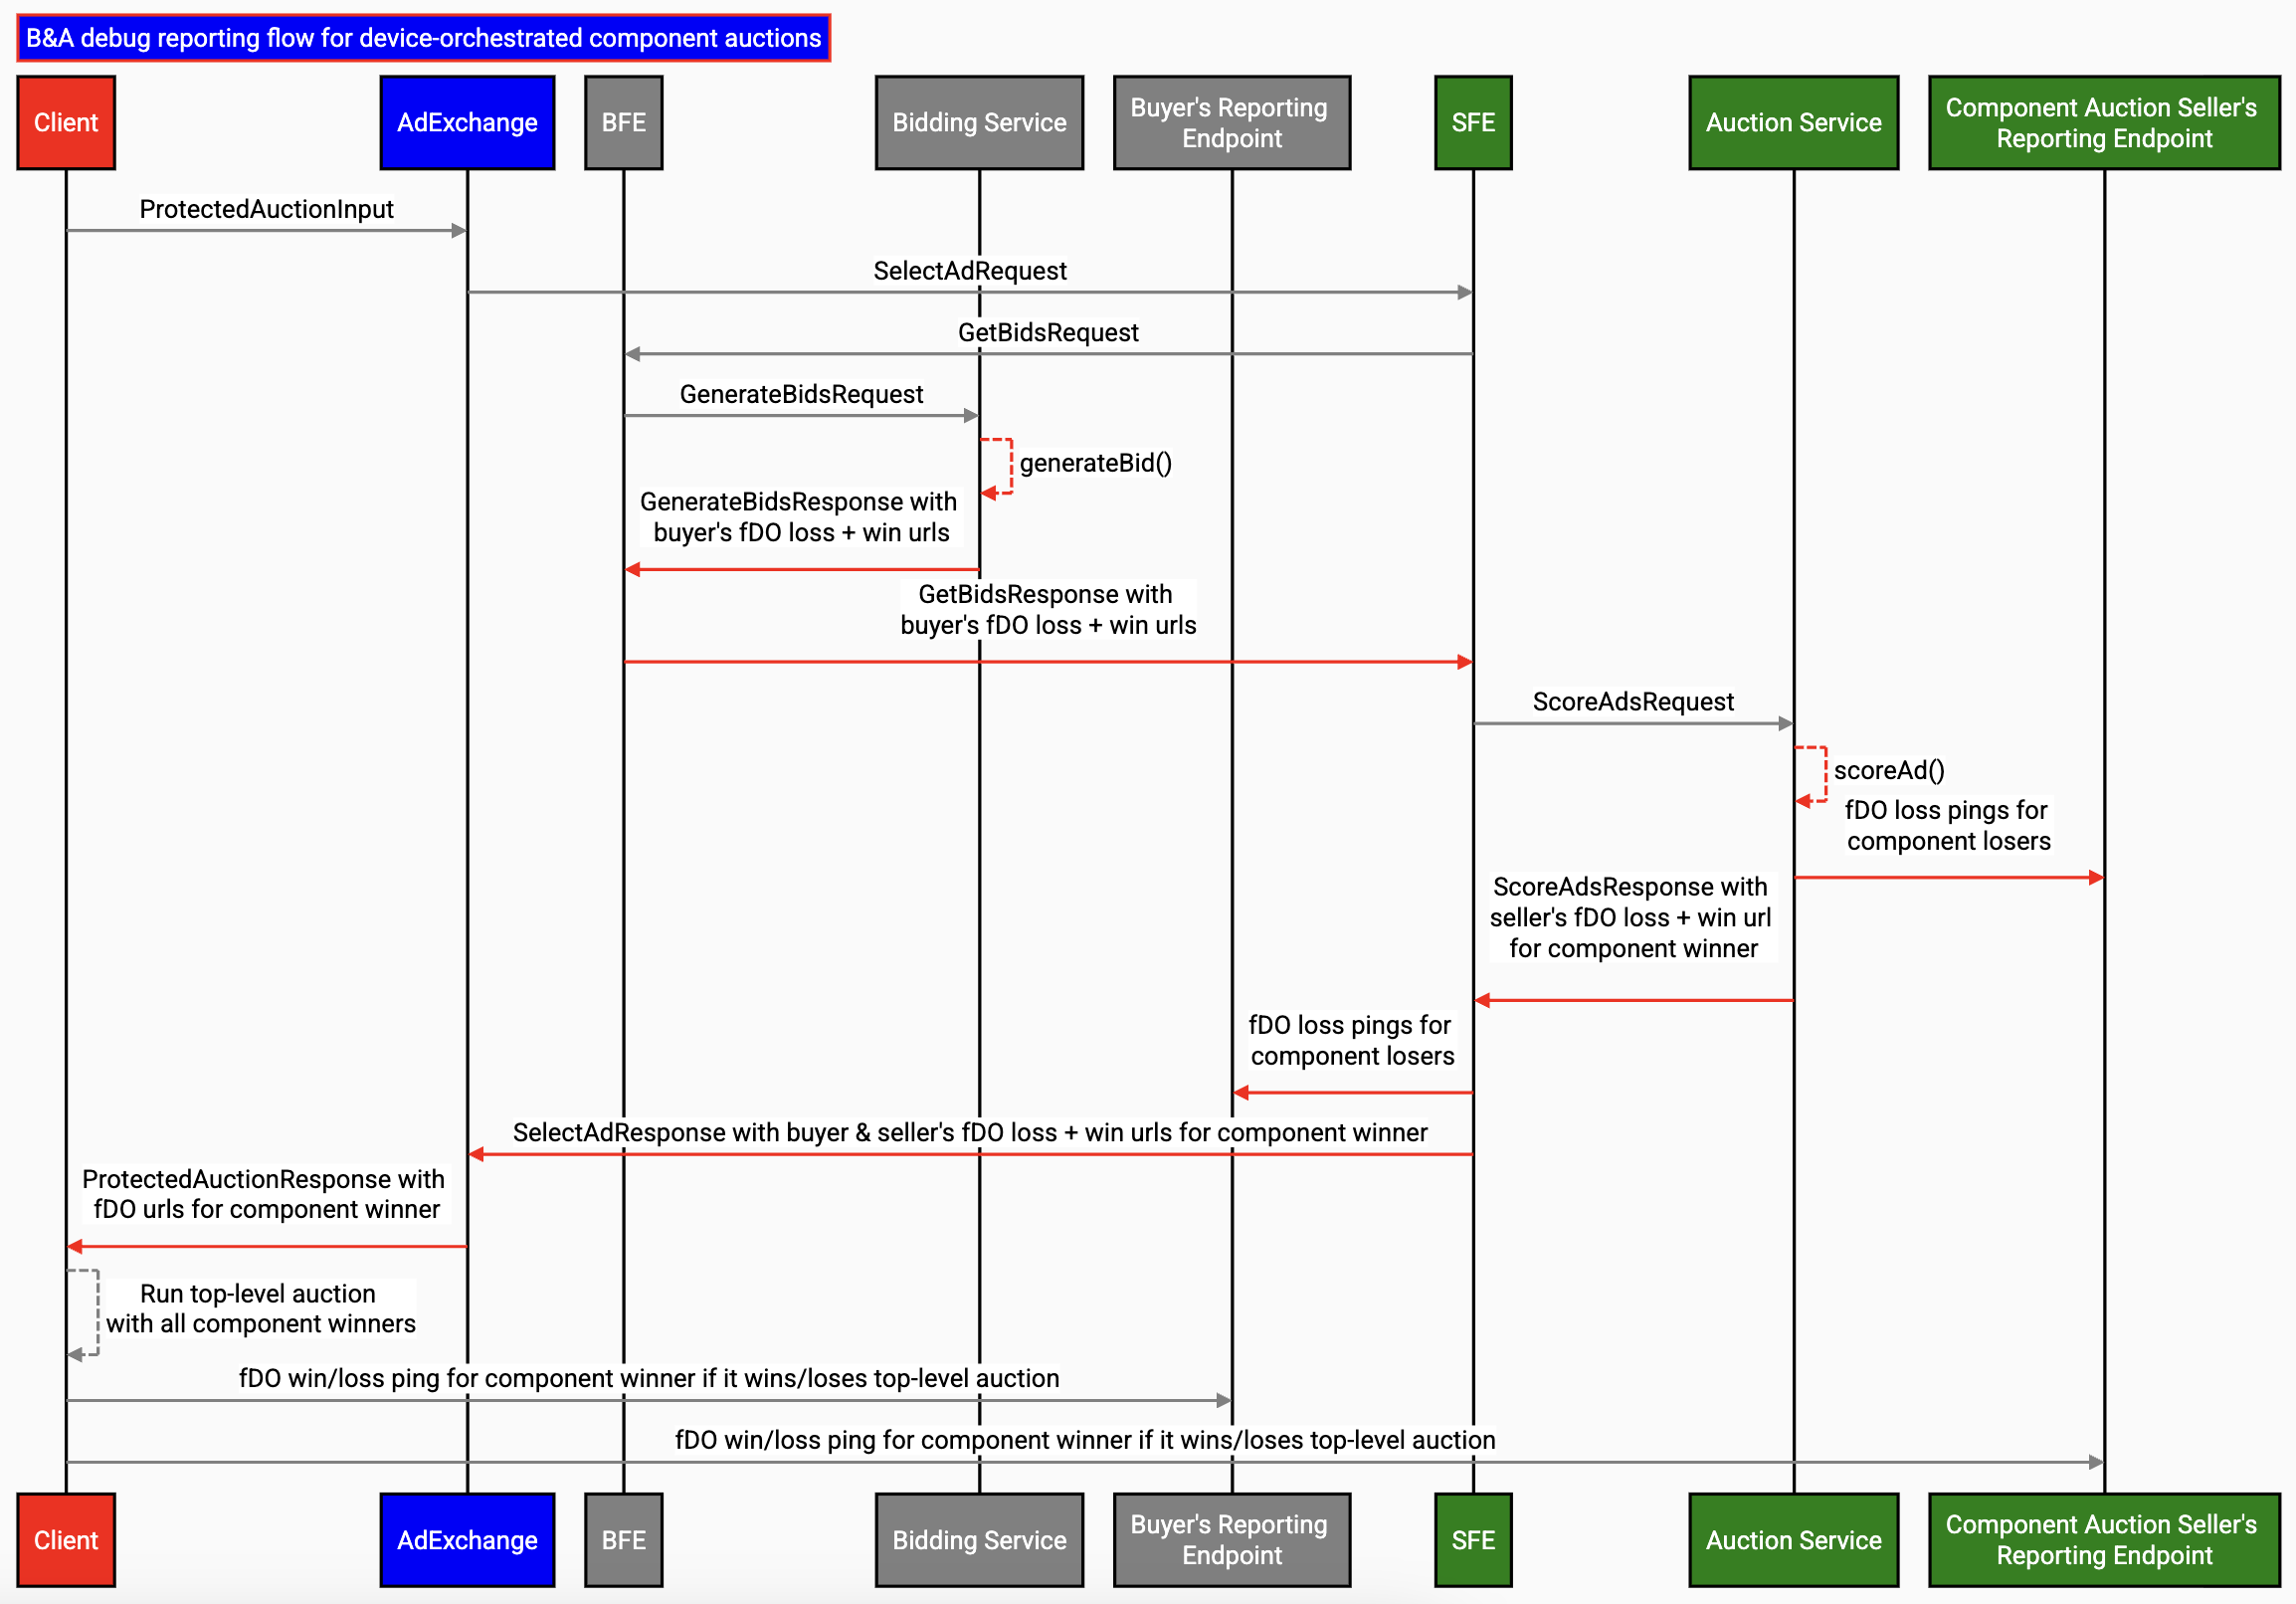 B&A debug reporting flow for device-orchestrated component auctions
Client
AdExchange
BFE
Bidding Service
Buyer's Reporting
Endpoint
SFE
Auction Service
Component Auction Seller's
Reporting Endpoint
ProtectedAuctionInput
SelectAdRequest
GetBidsRequest
GenerateBidsRequest
generateBid()
GenerateBidsResponse with
buyer's fDO loss + win urls
GetBidsResponse with
buyer's fDO loss + win urls
ScoreAdsRequest
scoreAd()
fDO loss pings for
component losers
ScoreAdsResponse with
seller's fDO loss + win url
for component winner
fDO loss pings for
component losers
SelectAdResponse with buyer & seller's fDO loss + win urls for component winner
ProtectedAuctionResponse with
fDO urls for component winner
Run top-level auction
with all component winners
fDO win/loss ping for component winner if it wins/loses top-level auction
fDO win/loss ping for component winner if it wins/loses top-level auction
Client
AdExchange
BFE
Bidding Service
Buyer's Reporting
Endpoint
SFE
Auction Service
Component Auction Seller's
Reporting Endpoint